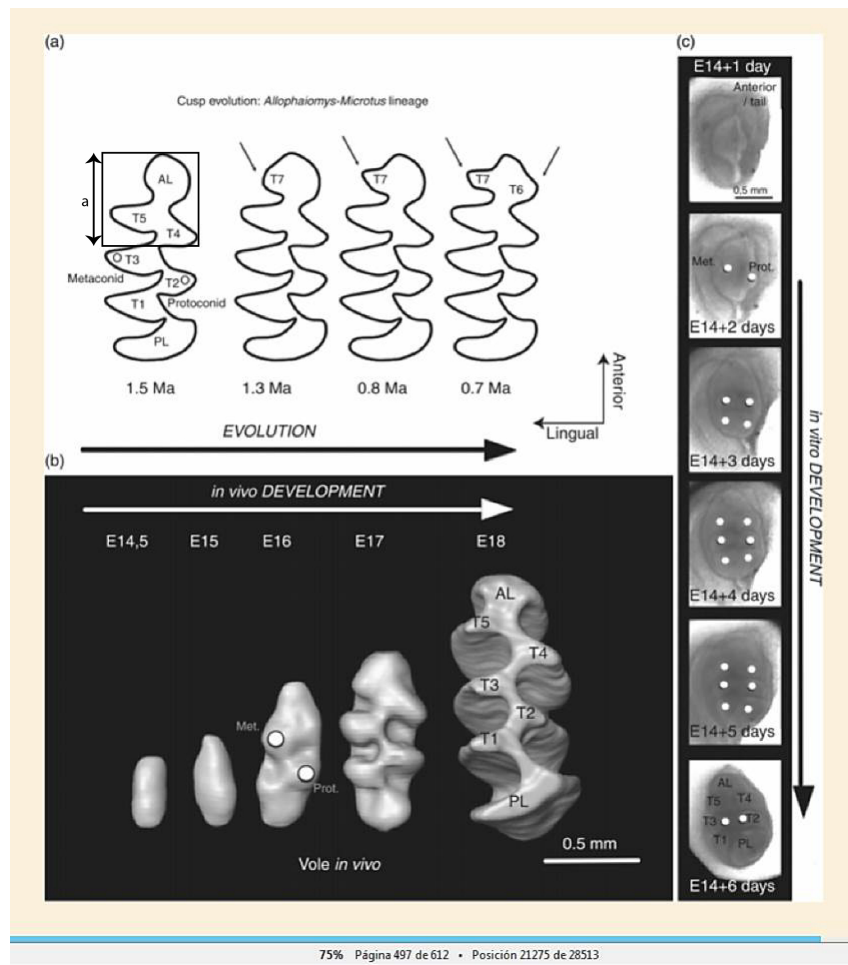 (a)
Cusp evolution: Allophaiomys-Microtus lineage
a
AL
T5
T4
T3
Metaconid
T2
T1
Protoconid
PL
T7
T7
T7
T6
1.5 Ma
1.3 Ma
0.8 Ma
0.7 Ma
Anterior
Lingual
EVOLUTION
(b)
in vivo DEVELOPMENT
E14,5
E15
E16
E17
E18
AL
T5
T4
T3
T2
T1
PL
Met.
Prot.
0.5 mm
Vole in vivo
(c)
E14+1 day
Anterior
/ tail
0.5 mm
Met.
Prot.
E14+2 days
E14+3 days
E14+4 days
E14+5 days
AL
T5
T4
T3
T2
T1
PL
E14+6 days
in vitro DEVELOPMENT
75% Página 497 de 612 • Posición 21275 de 28513